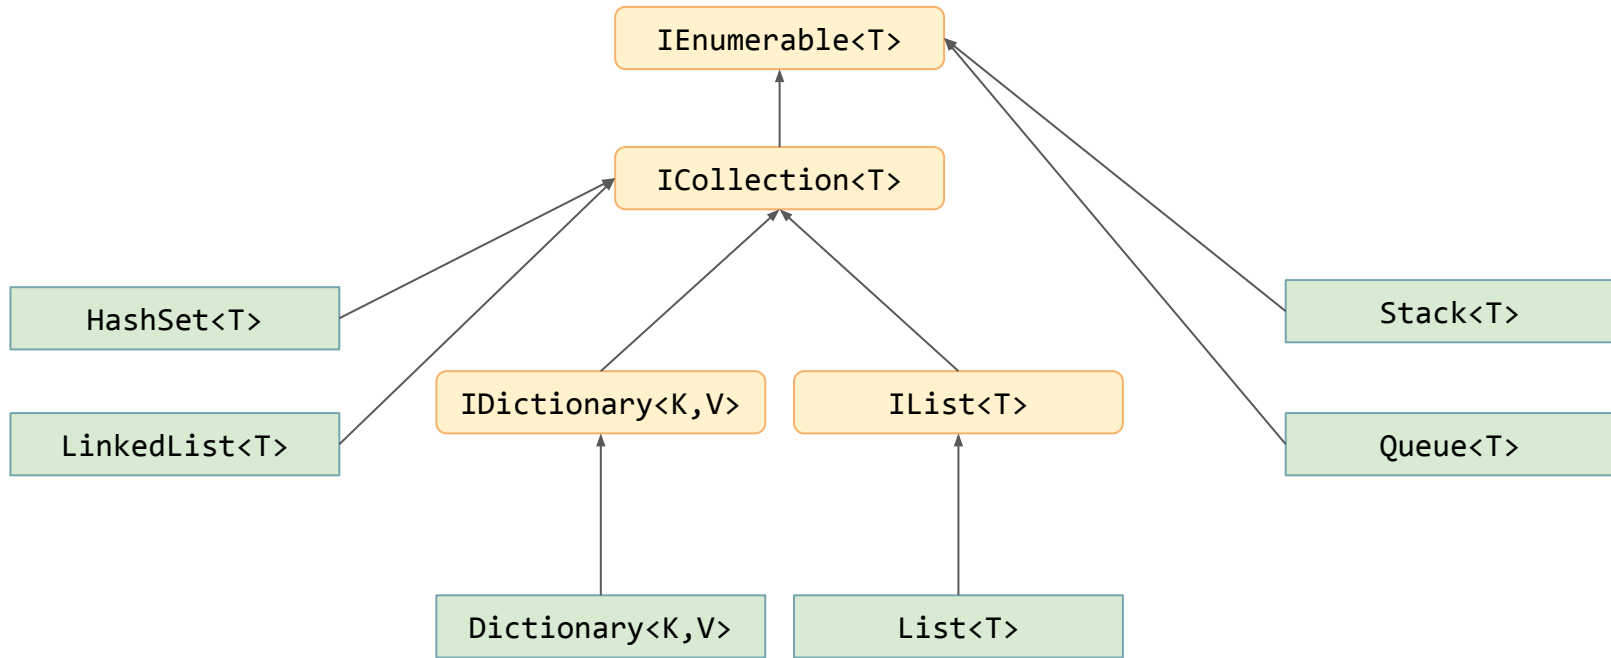 IEnumerable<T>
ICollection<T>
HashSet<T>
Stack<T>
IDictionary<K,V>
IList<T>
LinkedList<T>
Queue<T>
Dictionary<K,V>
List<T>